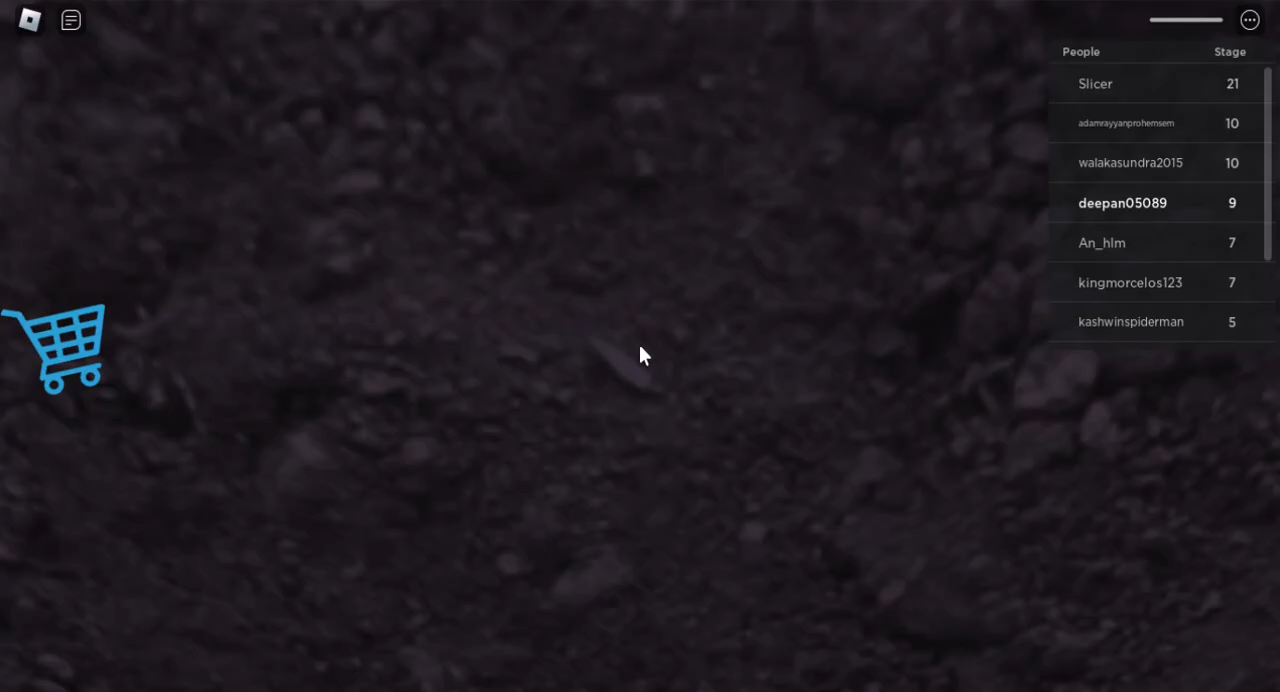 People Stage
Slicer 21
adamrayyanprohemsem 10
walakasundra2015 10
deepan05089 9
An_hlm 7
kingmorcelos123 7
kashwinspiderman 5